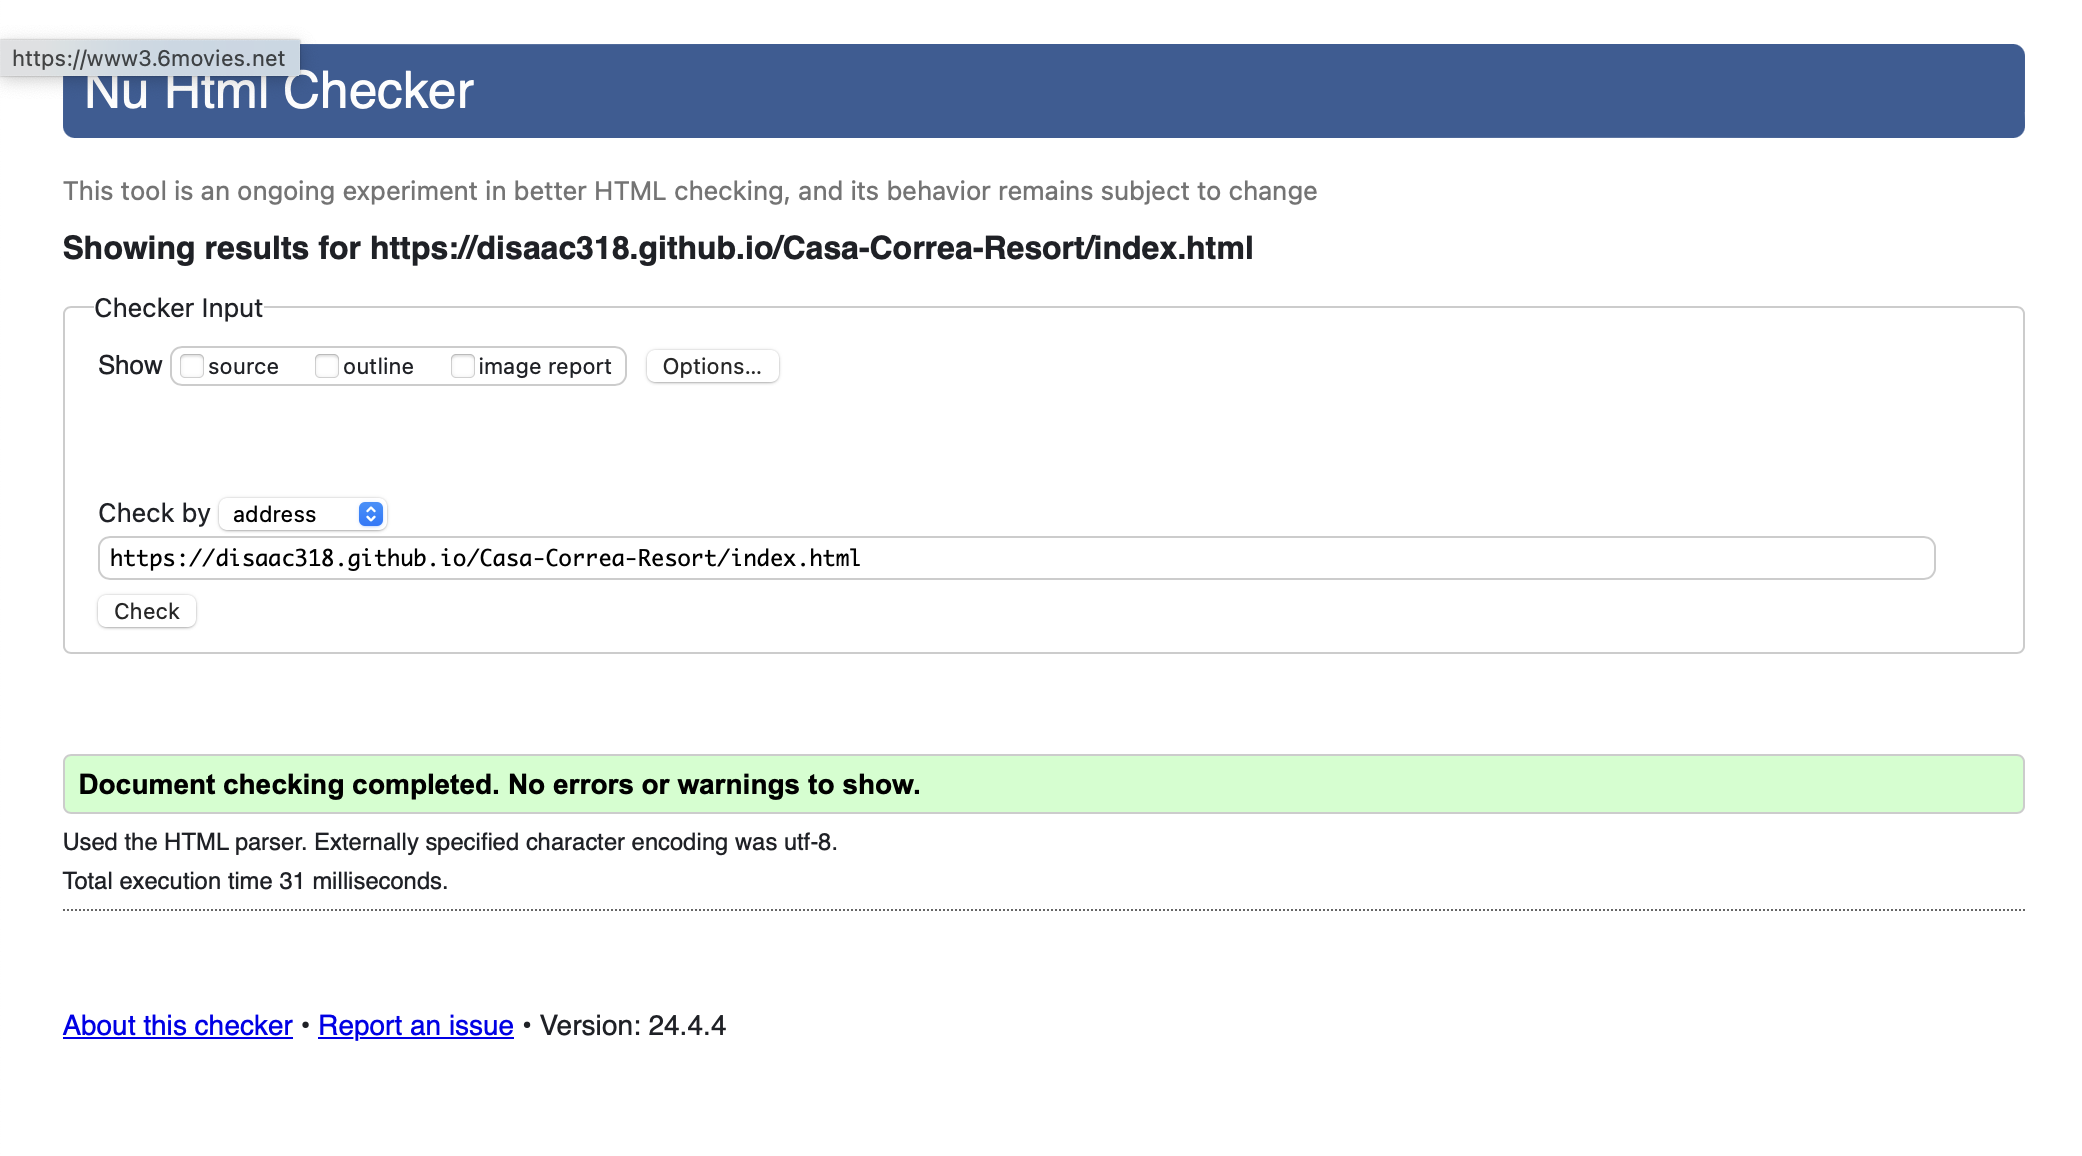 https://www3.6movies.net
Nu Html Checker
This tool is an ongoing experiment in better HTML checking, and its behavior remains subject to change
Showing results for https://disaac318.github.io/Casa-Correa-Resort/index.html
Checker Input
Show source outline image report Options...
Check by address
https://disaac318.github.io/Casa-Correa-Resort/index.html
Check
Document checking completed. No errors or warnings to show.
Used the HTML parser. Externally specified character encoding was utf-8.
Total execution time 31 milliseconds.
About this checker • Report an issue • Version: 24.4.4